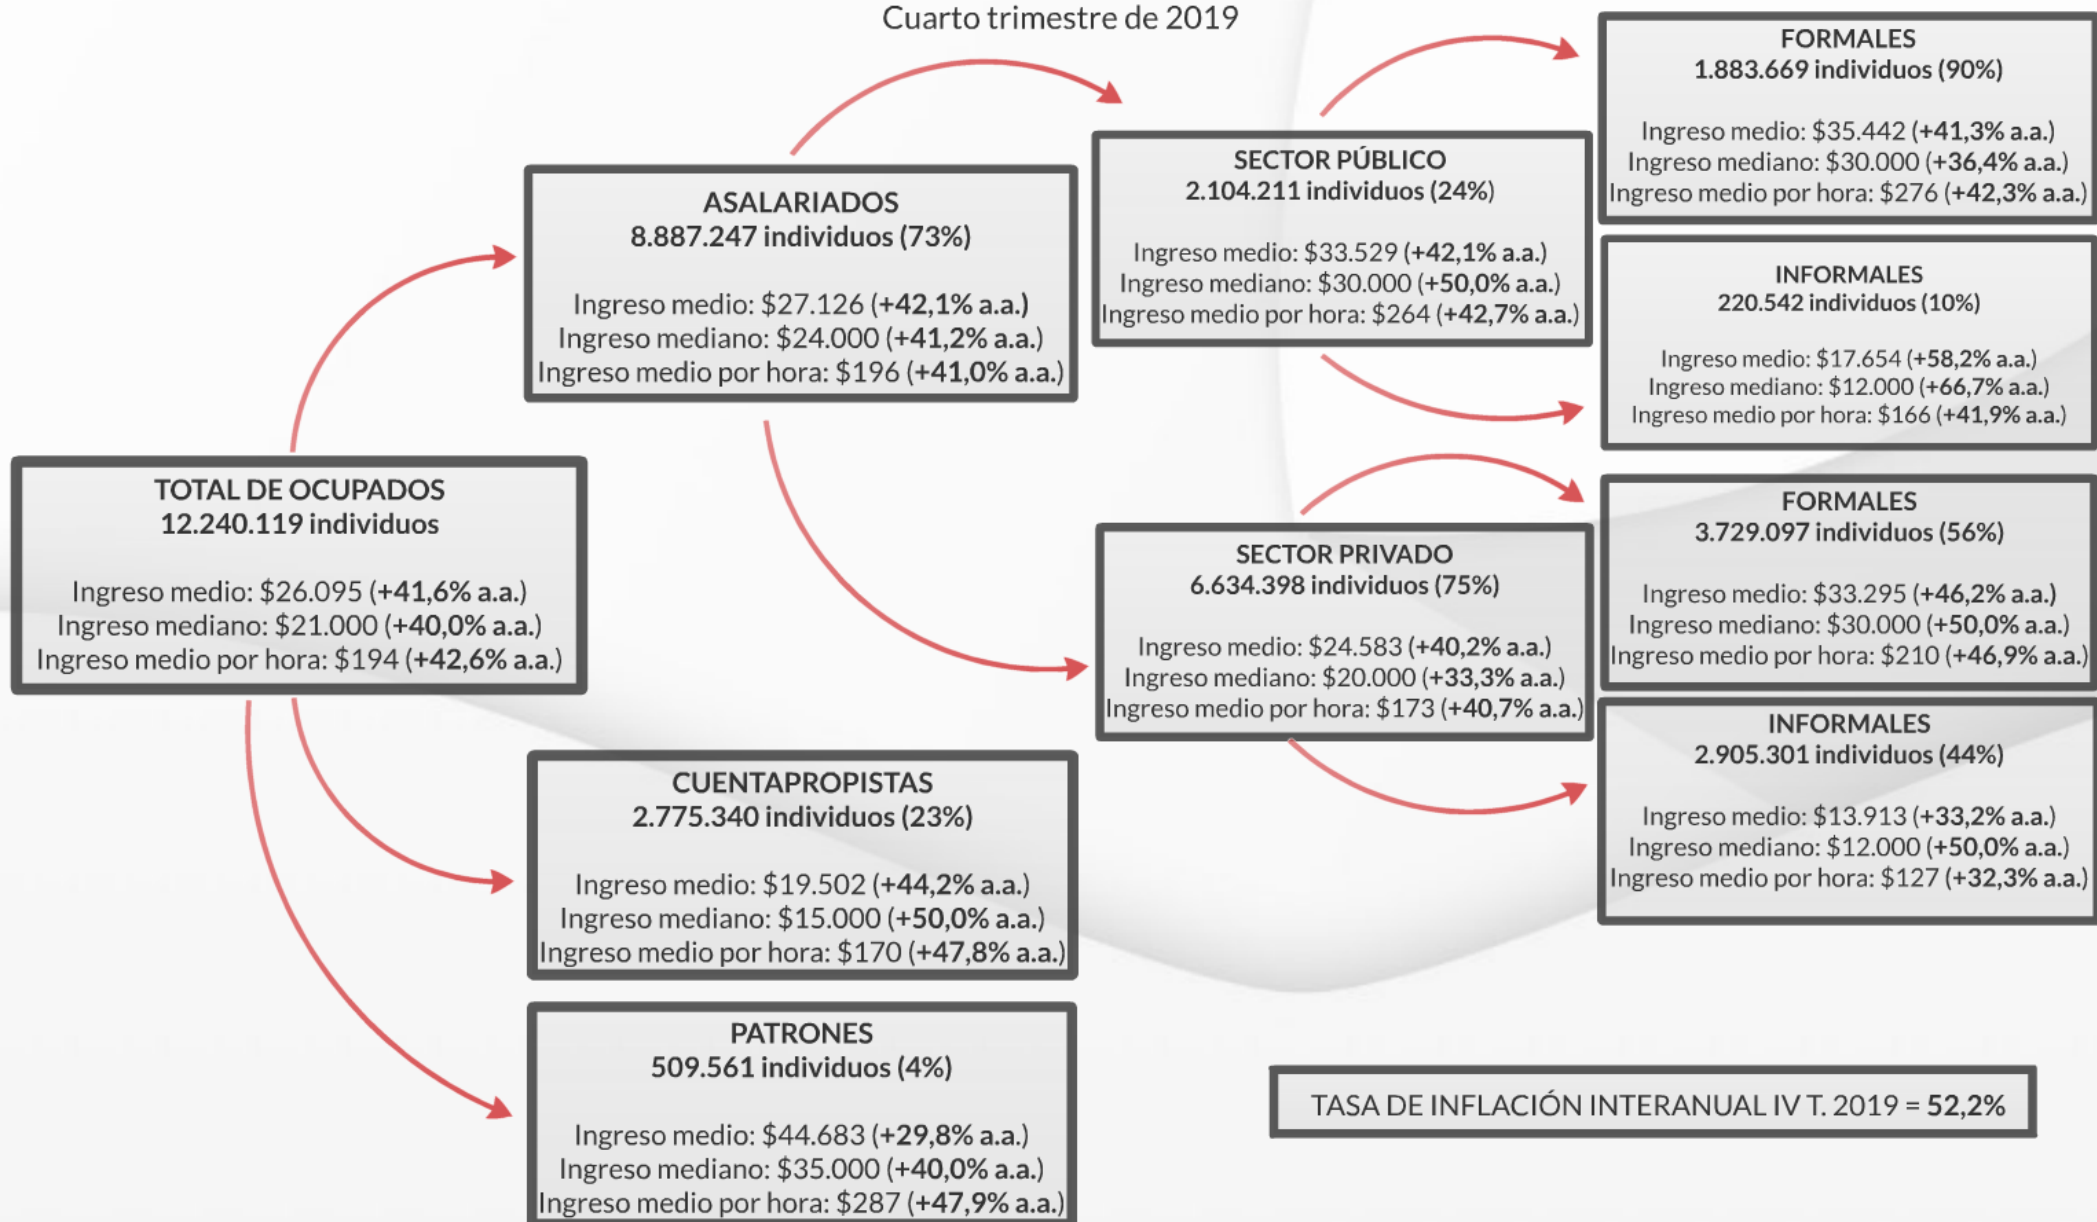 Cuarto trimestre de 2019
TOTAL DE OCUPADOS
12.240.119 individuos
Ingreso medio: $26.095 (+41,6% a.a.)
Ingreso mediano: $21.000 (+40,0% a.a.)
Ingreso medio por hora: $194 (+42,6% a.a.)
ASALARIADOS
8.887.247 individuos (73%)
Ingreso medio: $27.126 (+42,1% a.a.)
Ingreso mediano: $24.000 (+41,2% a.a.)
Ingreso medio por hora: $196 (+41,0% a.a.)
CUENTAPROPISTAS
2.775.340 individuos (23%)
Ingreso medio: $19.502 (+44,2% a.a.)
Ingreso mediano: $15.000 (+50,0% a.a.)
Ingreso medio por hora: $170 (+47,8% a.a.)
PATRONES
509.561 individuos (4%)
Ingreso medio: $44.683 (+29,8% a.a.)
Ingreso mediano: $35.000 (+40,0% a.a.)
Ingreso medio por hora: $287 (+47,9% a.a.)
SECTOR PÚBLICO
2.104.211 individuos (24%)
Ingreso medio: $33.529 (+42,1% a.a.)
Ingreso mediano: $30.000 (+50,0% a.a.)
Ingreso medio por hora: $264 (+42,7% a.a.)
SECTOR PRIVADO
6.634.398 individuos (75%)
Ingreso medio: $24.583 (+40,2% a.a.)
Ingreso mediano: $20.000 (+33,3% a.a.)
Ingreso medio por hora: $173 (+40,7% a.a.)
FORMALES
1.883.669 individuos (90%)
Ingreso medio: $35.442 (+41,3% a.a.)
Ingreso mediano: $30.000 (+36,4% a.a.)
Ingreso medio por hora: $276 (+42,3% a.a.)
INFORMALES
220.542 individuos (10%)
Ingreso medio: $17.654 (+58,2% a.a.)
Ingreso mediano: $12.000 (+66,7% a.a.)
Ingreso medio por hora: $166 (+41,9% a.a.)
FORMALES
3.729.097 individuos (56%)
Ingreso medio: $33.295 (+46,2% a.a.)
Ingreso mediano: $30.000 (+50,0% a.a.)
Ingreso medio por hora: $210 (+46,9% a.a.)
INFORMALES
2.905.301 individuos (44%)
Ingreso medio: $13.913 (+33,2% a.a.)
Ingreso mediano: $12.000 (+50,0% a.a.)
Ingreso medio por hora: $127 (+32,3% a.a.)
TASA DE INFLACIÓN INTERANUAL IV T. 2019 = 52,2%